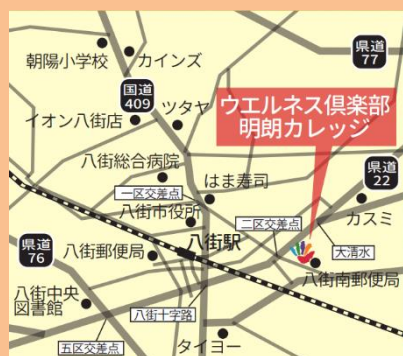 県道
77
朝陽小学校
カインズ
国道
409
ツタヤ
イオン八街店
ウエルネス倶楽部
明朗カレッジ
八街総合病院
県道
22
一区交差点
はま寿司
カスミ
八街市役所
二区交差点
大清水
県道
76
八街郵便局
八街駅
八街南郵便局
八街中央
図書館
八街十字路
五区交差点
タイヨー